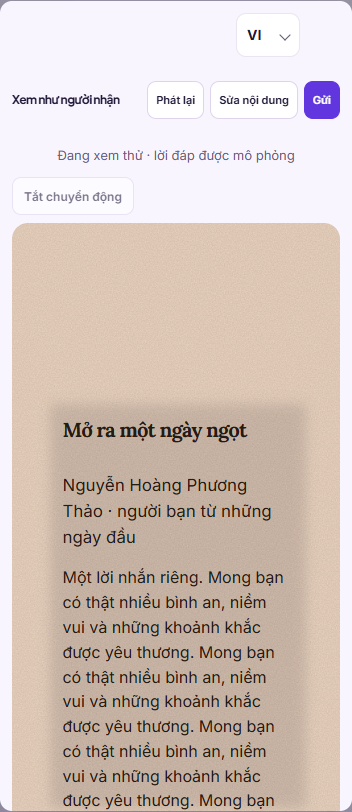 VI
Xem như người nhận
Phát lại
Sửa nội dung
Gửi
Đang xem thử · lời đáp được mô phỏng
Tắt chuyển động
Mở ra một ngày ngọt
Nguyễn Hoàng Phương
Thảo · người bạn từ những
ngày đầu
Một lời nhắn riêng. Mong bạn
có thật nhiều bình an, niềm
vui và những khoảnh khắc
được yêu thương. Mong bạn
có thật nhiều bình an, niềm
vui và những khoảnh khắc
được yêu thương. Mong bạn
có thật nhiều bình an, niềm
vui và những khoảnh khắc
được yêu thương. Mong bạn